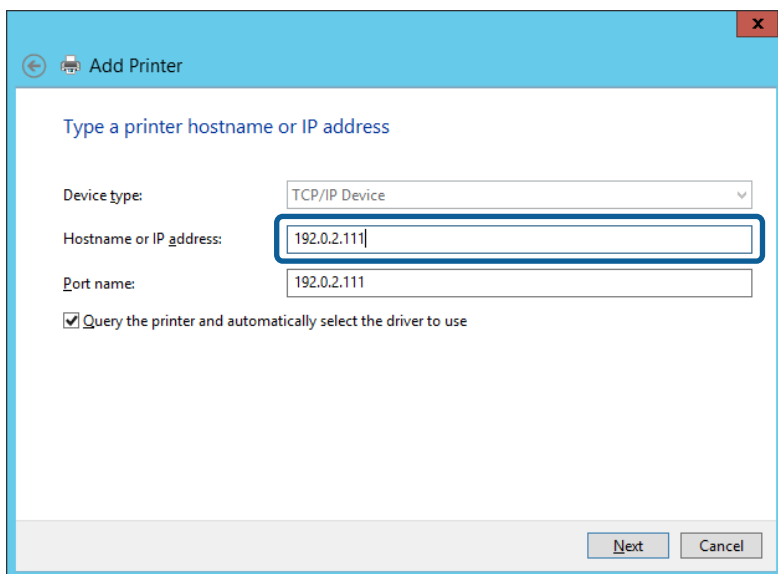 x
Add Printer
Type a printer hostname or IP address
Device type: TCP/IP Device
Hostname or IP address: 192.0.2.111
Port name: 192.0.2.111
Query the printer and automatically select the driver to use
Next Cancel